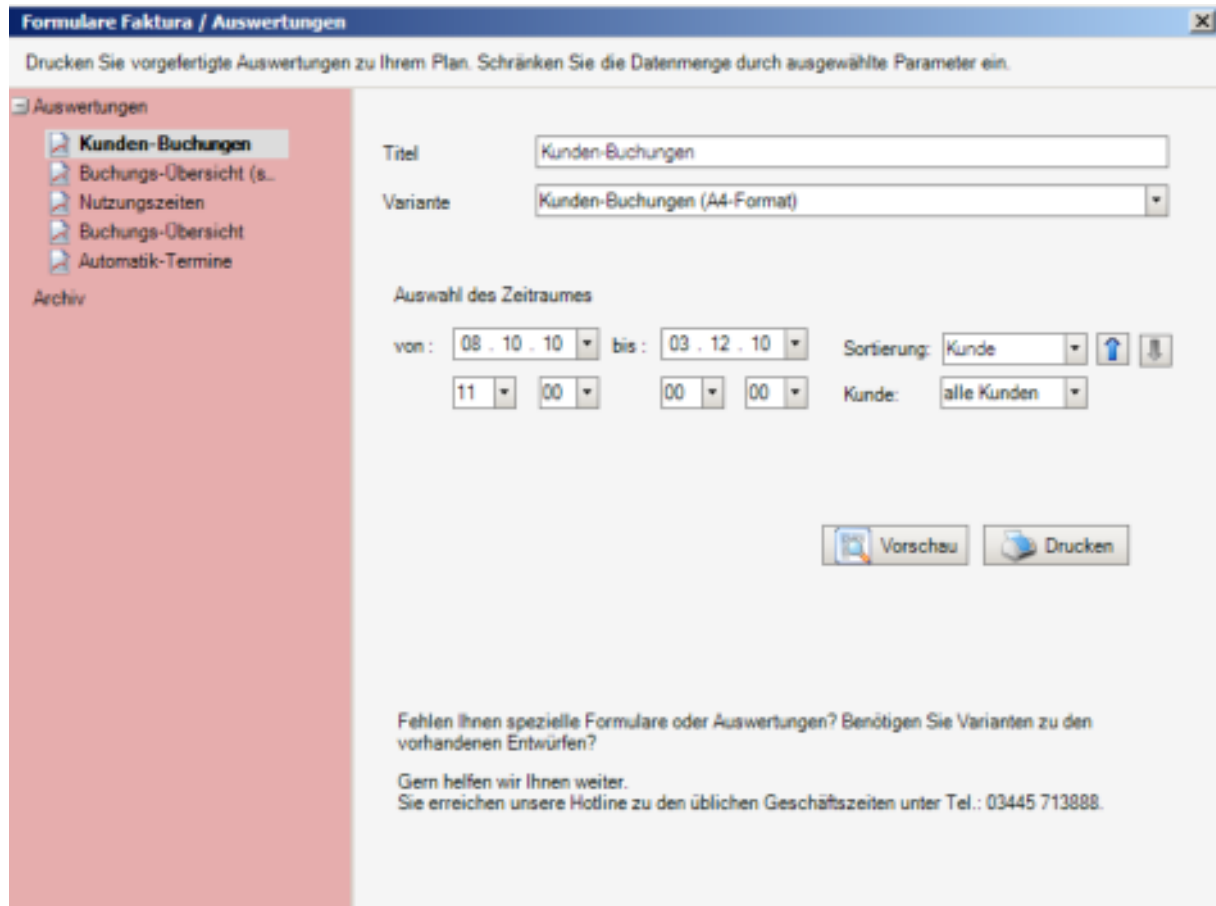 Formulare Faktura / Auswertungen
Drucken Sie vorgefertigte Auswertungen zu Ihrem Plan. Schränken Sie die Datenmenge durch ausgewählte Parameter ein.
Auswertungen
Kunden-Buchungen
Buchungs-Übersicht (s...
Nutzungszeiten
Buchungs-Übersicht
Automatik-Termine
Archiv
Titel Kunden-Buchungen
Variante Kunden-Buchungen (A4-Format)
Auswahl des Zeitraumes
von : 08 . 10 . 10 bis : 03 . 12 . 10 Sortierung: Kunde
11 00 00 00 Kunde: alle Kunden
Vorschau Drucken
Fehlen Ihnen spezielle Formulare oder Auswertungen? Benötigen Sie Varianten zu den
vorhandenen Entwürfen?
Gern helfen wir Ihnen weiter.
Sie erreichen unsere Hotline zu den üblichen Geschäftszeiten unter Tel.: 03445 713888.